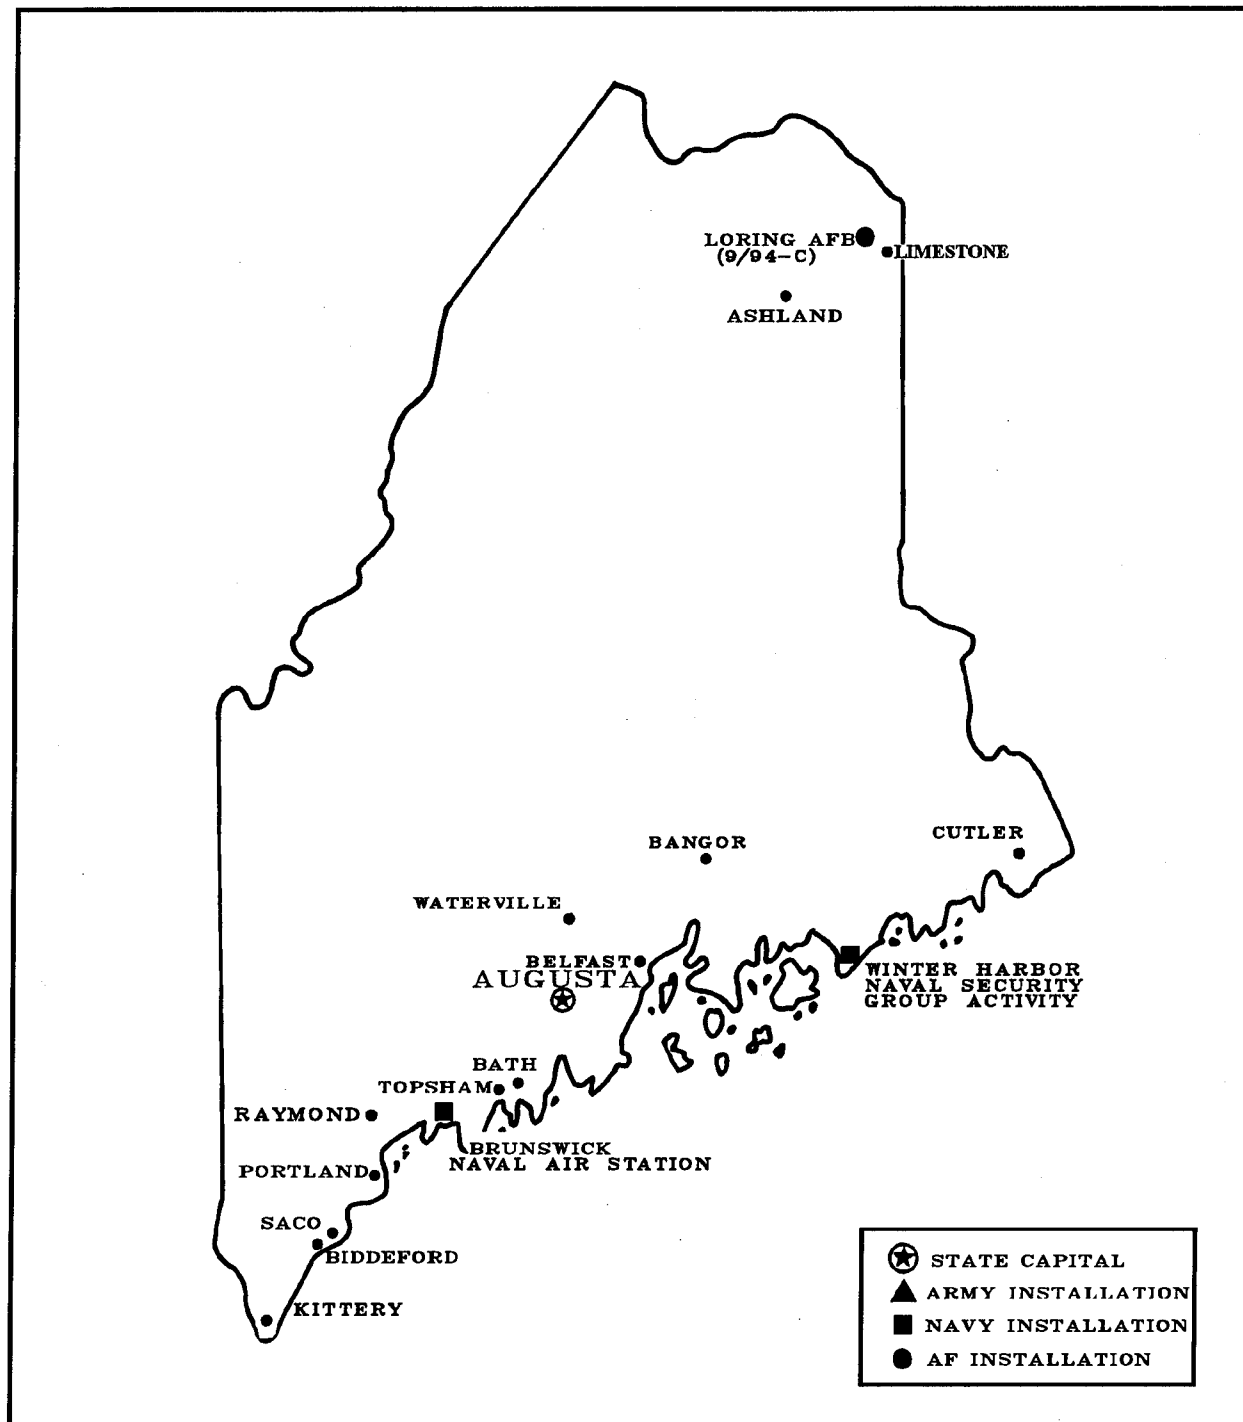 LORING AFB
(9/94-C)
LIMESTONE
ASHLAND
CUTLER
BANGOR
WATERVILLE
BELFAST
AUGUSTA
WINTER HARBOR
NAVAL SECURITY
GROUP ACTIVITY
BATH
TOPSHAM
RAYMOND
BRUNSWICK
NAVAL AIR STATION
PORTLAND
SACO
BIDDEFORD
KITTERY
STATE CAPITAL
ARMY INSTALLATION
NAVY INSTALLATION
AF INSTALLATION